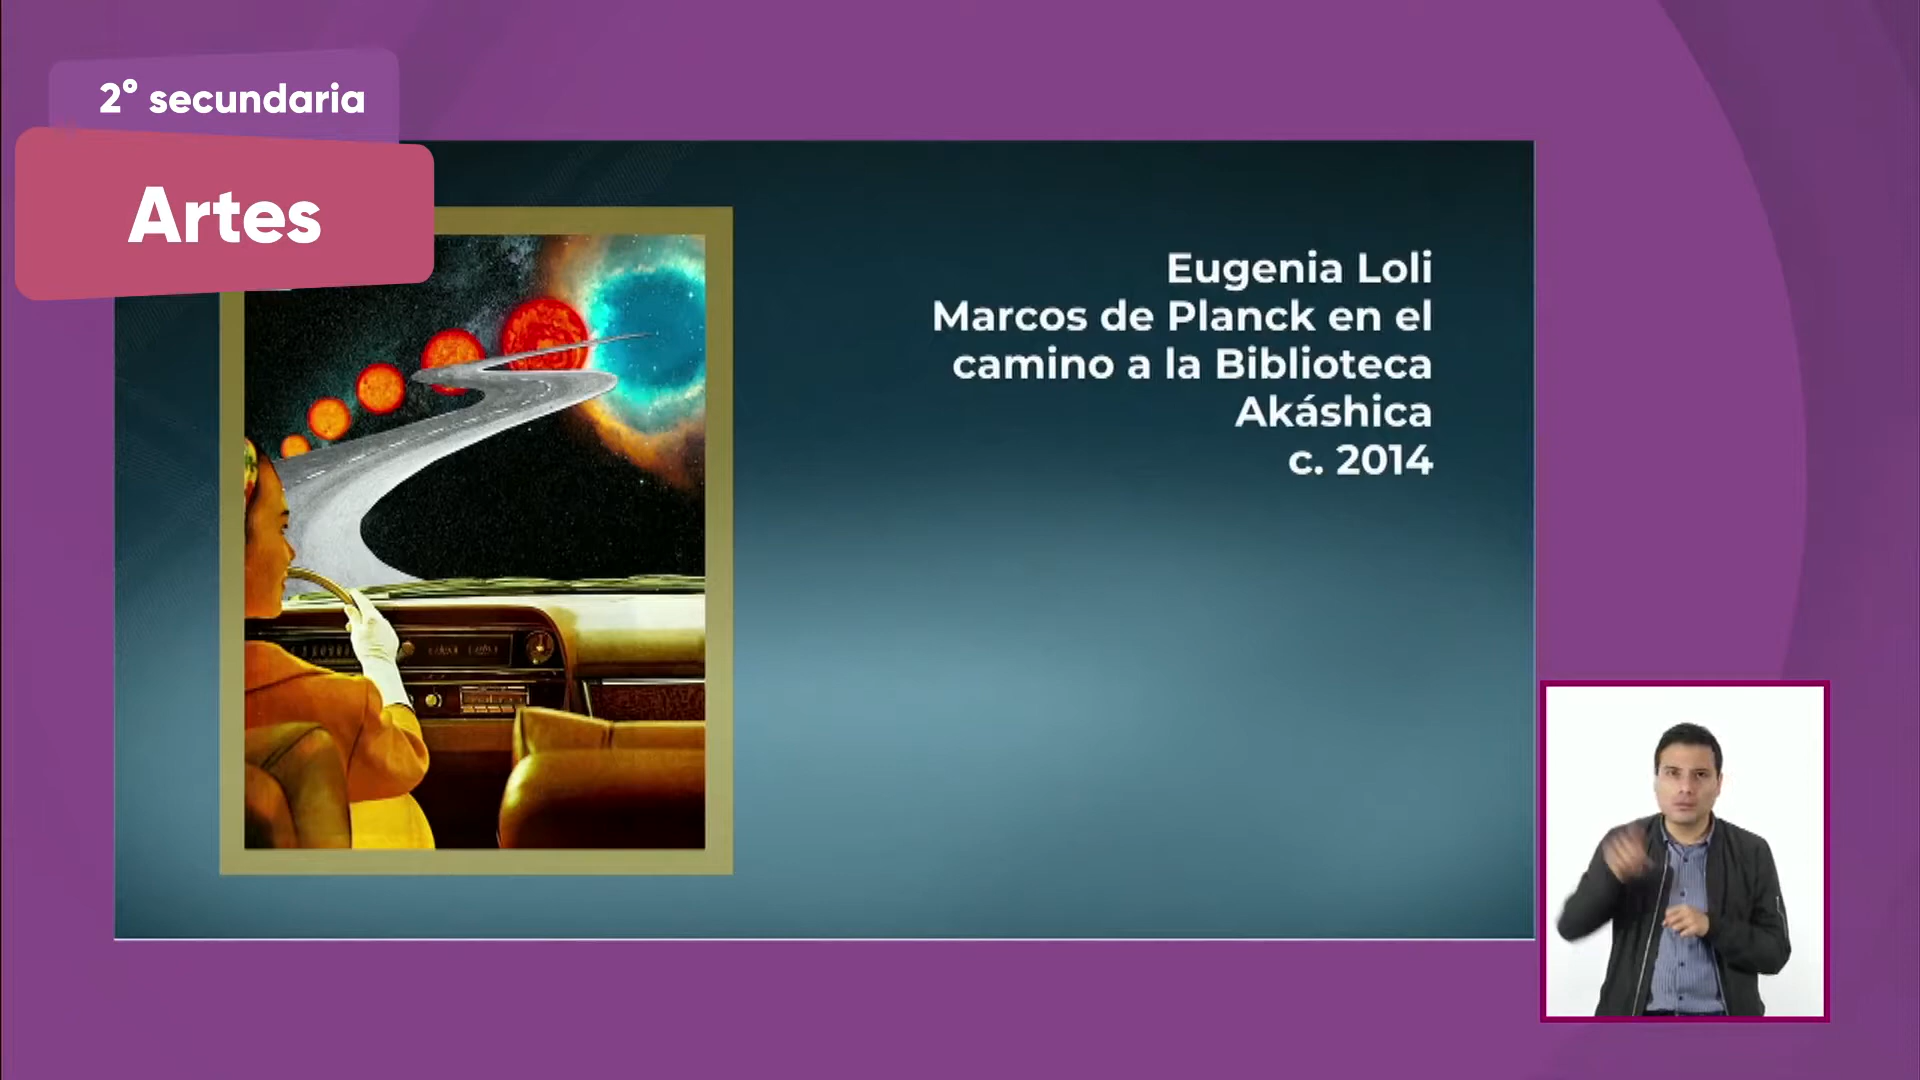 2° secundaria
Artes
Eugenia Loli
Marcos de Planck en el
camino a la Biblioteca
Akáshica
c. 2014